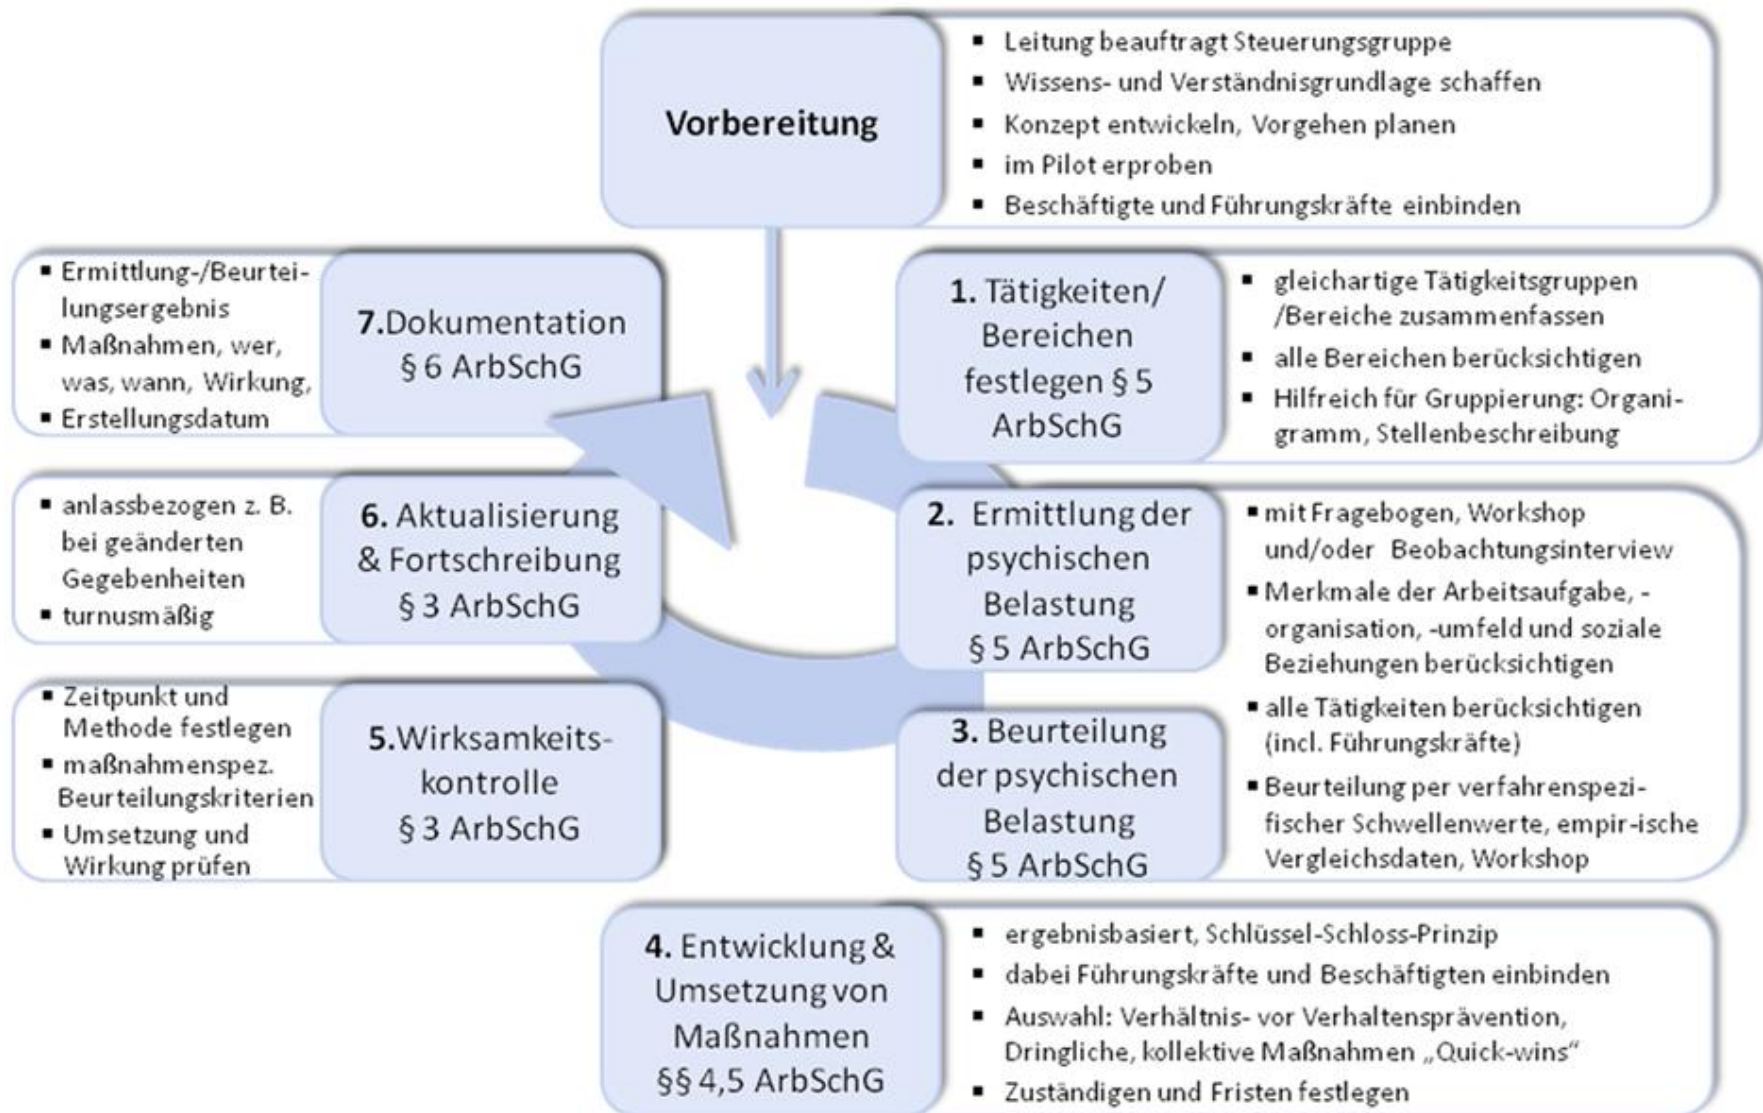 Vorbereitung
▪ Leitung beauftragt Steuerungsgruppe
▪ Wissens- und Verständnisgrundlage schaffen
▪ Konzept entwickeln, Vorgehen planen
▪ im Pilot erproben
▪ Beschäftigte und Führungskräfte einbinden
1. Tätigkeiten/
Bereichen
festlegen § 5
ArbSchG
▪ gleichartige Tätigkeitsgruppen
/Bereiche zusammenfassen
▪ alle Bereichen berücksichtigen
▪ Hilfreich für Gruppierung: Organi-
gramm, Stellenbeschreibung
2. Ermittlung der
psychischen
Belastung
§ 5 ArbSchG
3. Beurteilung
der psychischen
Belastung
§ 5 ArbSchG
▪ mit Fragebogen, Workshop
und/oder Beobachtungsinterview
▪ Merkmale der Arbeitsaufgabe, -
organisation, -umfeld und soziale
Beziehungen berücksichtigen
▪ alle Tätigkeiten berücksichtigen
(incl. Führungskräfte)
▪ Beurteilung per verfahrenspezi-
fischer Schwellenwerte, empir-ische
Vergleichsdaten, Workshop
4. Entwicklung &
Umsetzung von
Maßnahmen
§§ 4,5 ArbSchG
▪ ergebnisbasiert, Schlüssel-Schloss-Prinzip
▪ dabei Führungskräfte und Beschäftigten einbinden
▪ Auswahl: Verhältnis- vor Verhaltensprävention,
Dringliche, kollektive Maßnahmen „Quick-wins“
▪ Zuständigen und Fristen festlegen
5.Wirksamkeits-
kontrolle
§ 3 ArbSchG
▪ Zeitpunkt und
Methode festlegen
▪ maßnahmenspez.
Beurteilungskriterien
▪ Umsetzung und
Wirkung prüfen
6. Aktualisierung
& Fortschreibung
§ 3 ArbSchG
▪ anlassbezogen z. B.
bei geänderten
Gegebenheiten
▪ turnusmäßig
7.Dokumentation
§ 6 ArbSchG
▪ Ermittlung-/Beurtei-
lungsergebnis
▪ Maßnahmen, wer,
was, wann, Wirkung,
▪ Erstellungsdatum